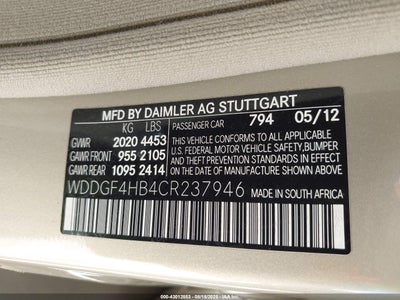 MFD BY DAIMLER AG STUTTGART
KG LBS PASSENGER CAR 794 05/12
GVWR 2020 4453
GAWR FRONT 955 2105
GAWR REAR 1095 2414
THIS VEHICLE CONFORMS TO ALL APPLICABLE
U.S. FEDERAL MOTOR VEHICLE SAFETY, BUMPER
AND THEFT PREVENTION STANDARDS IN EFFECT
ON THE DATE OF MANUFACTURE SHOWN ABOVE
MADE IN SOUTH AFRICA
WDDGF4HB4CR237946